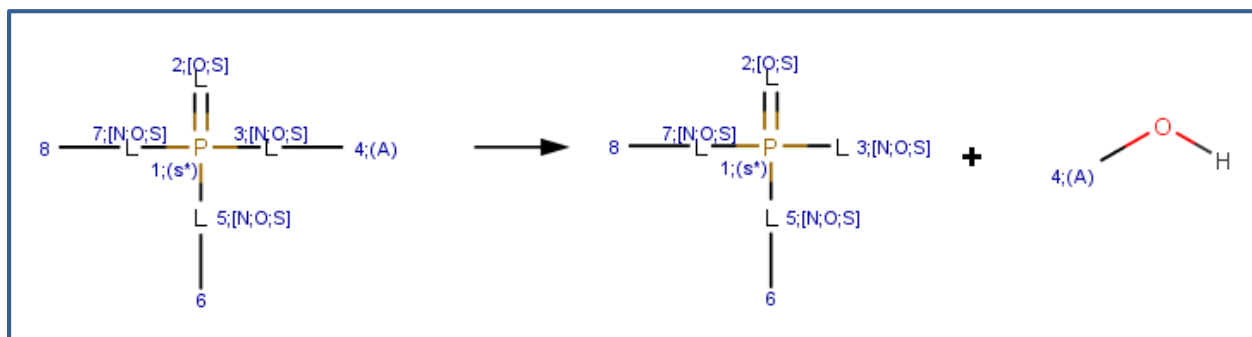 2;[O;S]
L
7;[N;O;S] 3;[N;O;S]
8 L P L 4;(A)
1;(s*)
L 5;[N;O;S]
6
2;[O;S]
L
7;[N;O;S]
8 L P L 3;[N;O;S]
1;(s*)
L 5;[N;O;S]
6
+
O
H
4;(A)